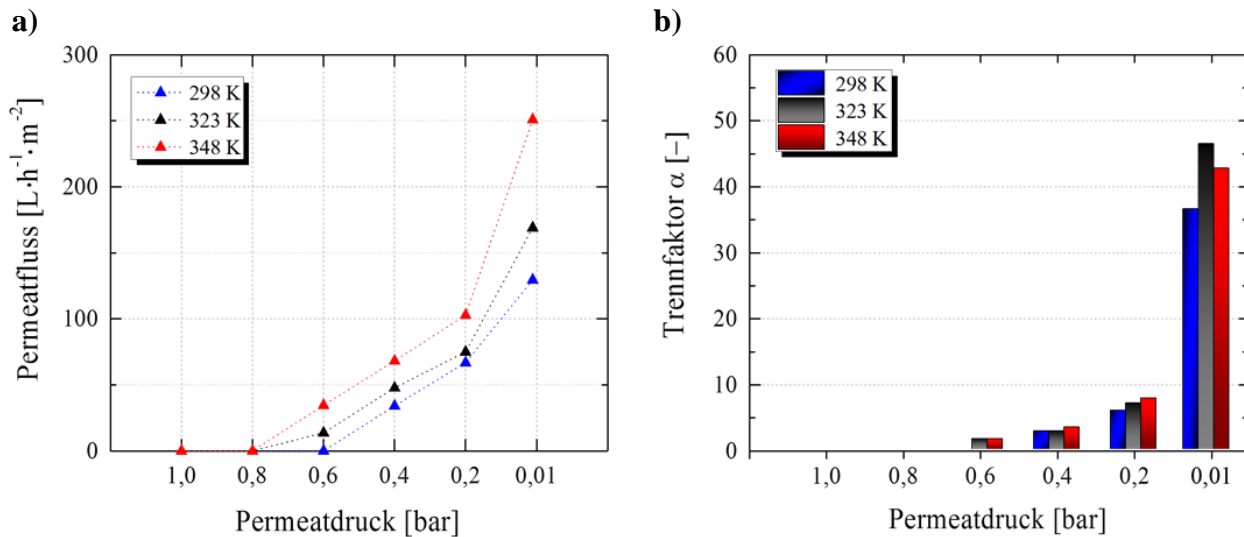 a)
Permeatfluss [L·h⁻¹·m⁻²]
300
200
100
0
298 K
323 K
348 K
1,0 0,8 0,6 0,4 0,2 0,01
Permeatdruck [bar]
b)
Trennfaktor α [−]
60
50
40
30
20
10
0
298 K
323 K
348 K
1,0 0,8 0,6 0,4 0,2 0,01
Permeatdruck [bar]